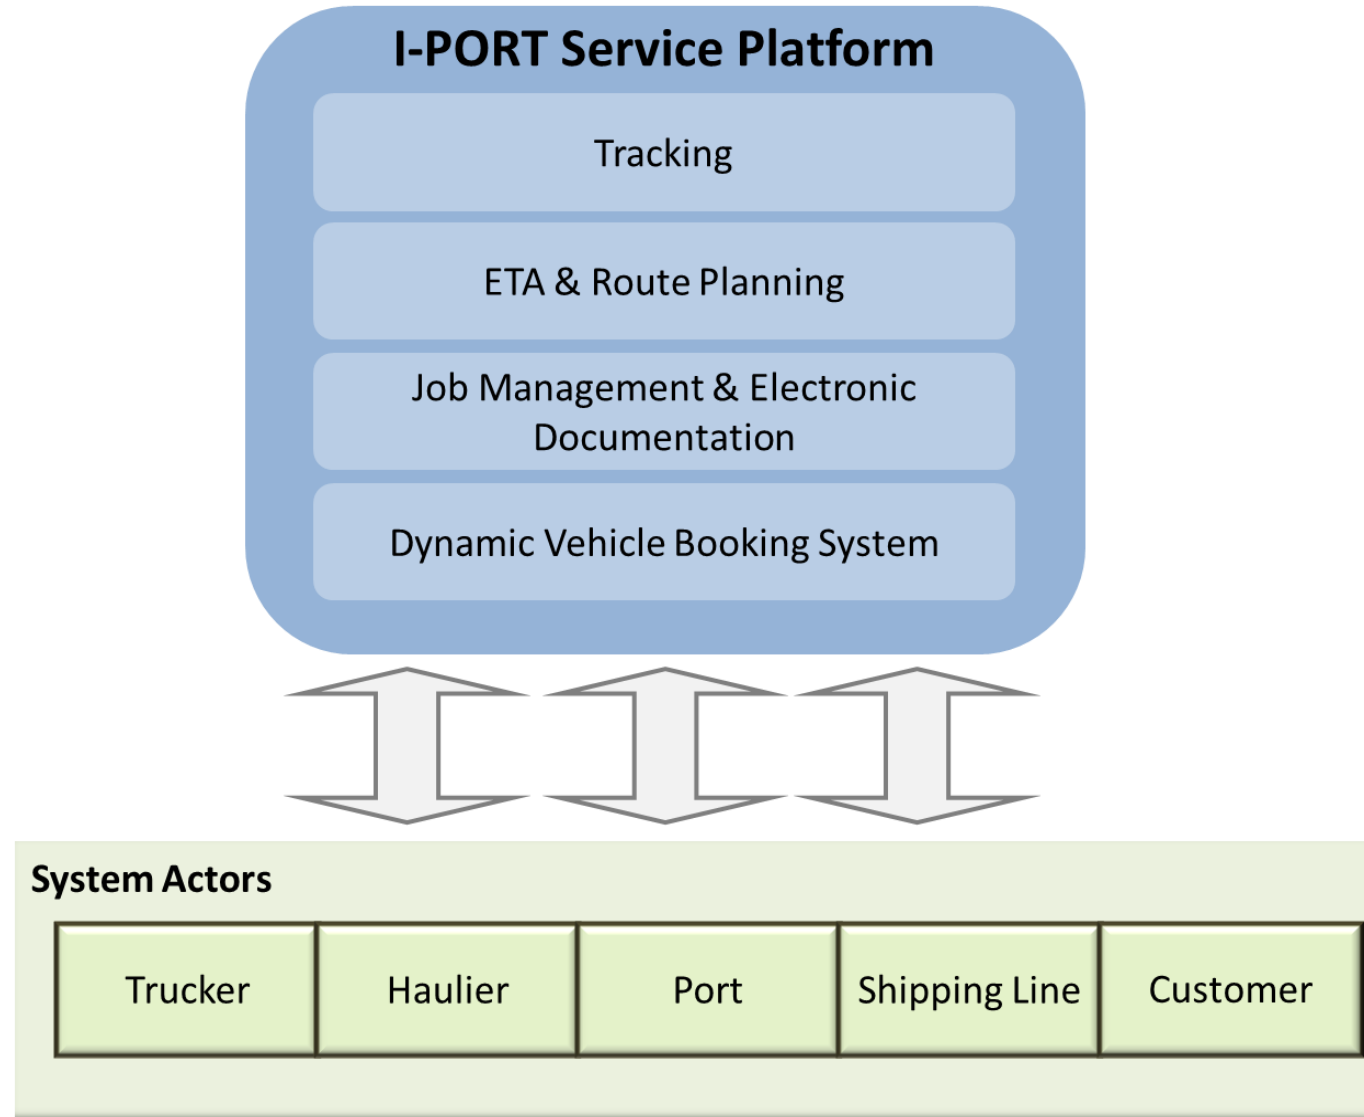 I-PORT Service Platform
Tracking
ETA & Route Planning
Job Management & Electronic
Documentation
Dynamic Vehicle Booking System
System Actors
Trucker
Haulier
Port
Shipping Line
Customer